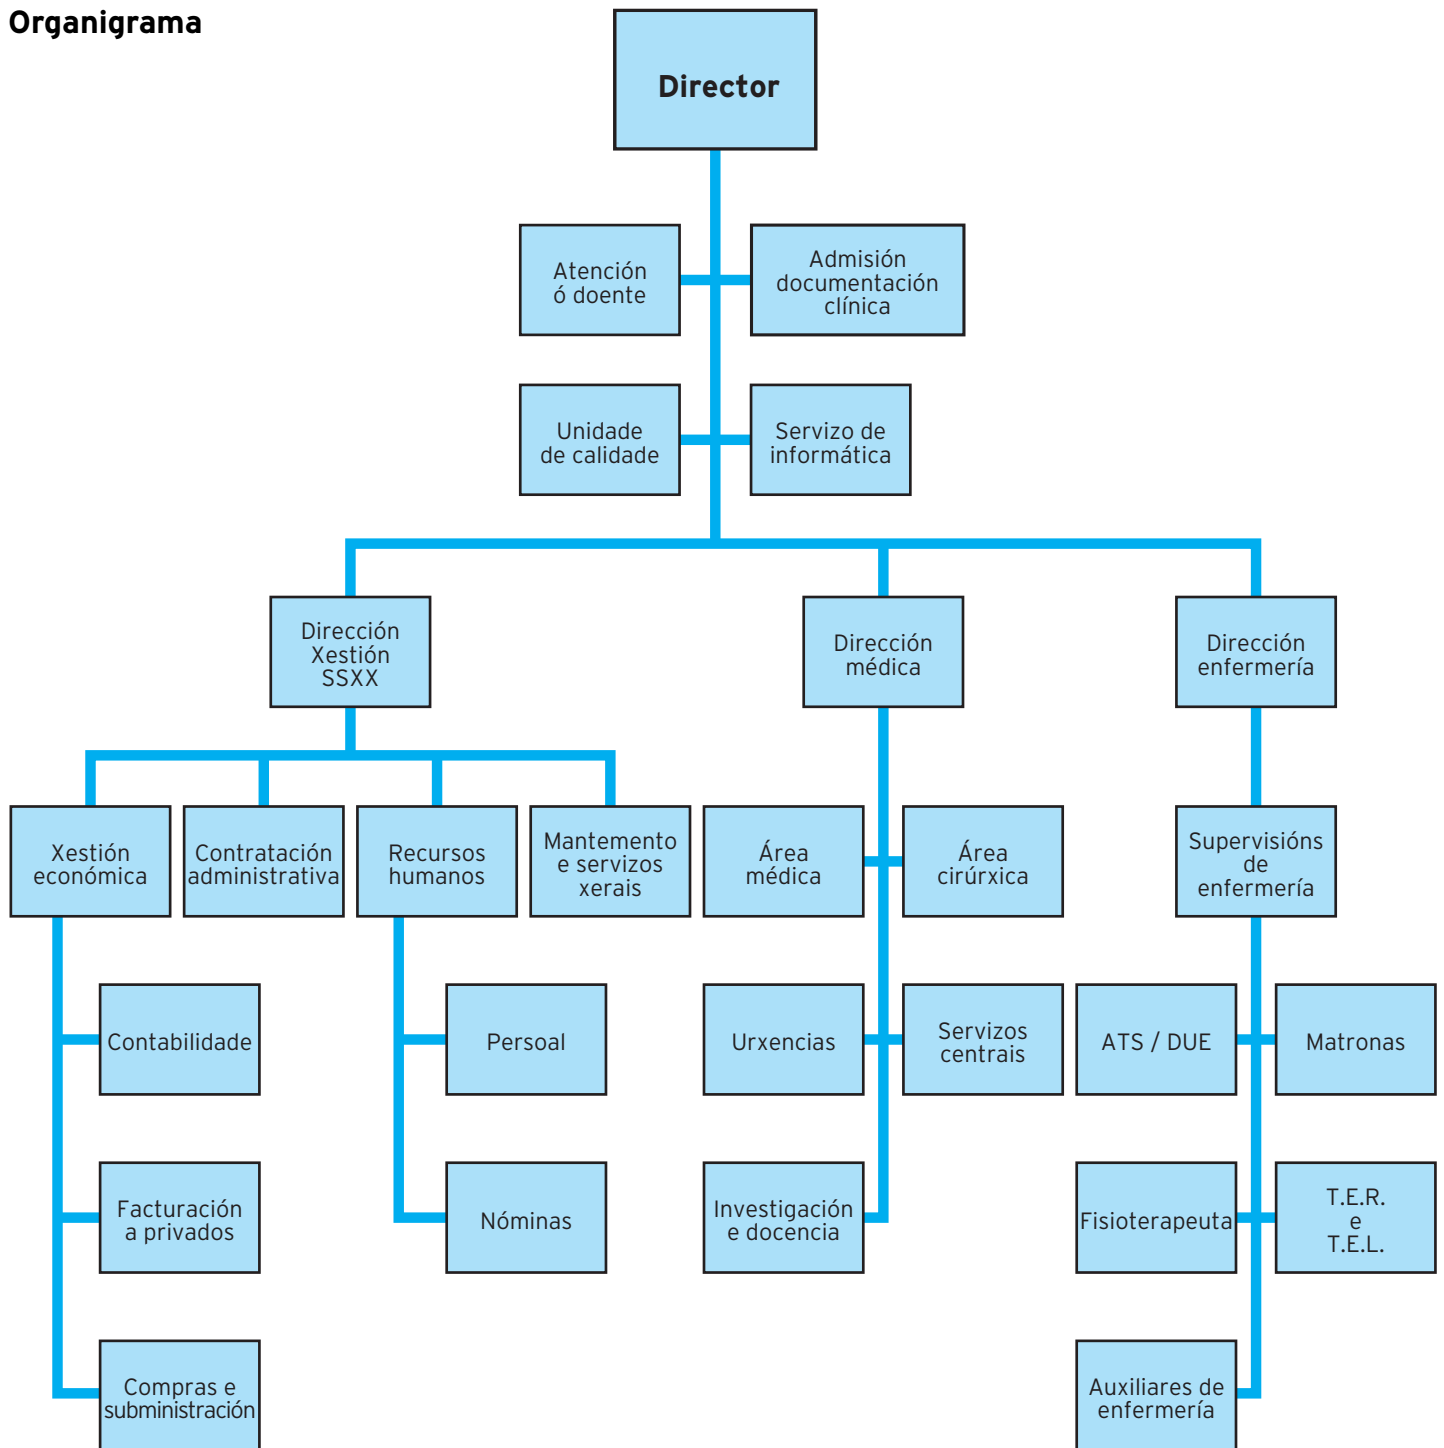 Organigrama
Director
Atención
ó doente
Admisión
documentación
clínica
Unidade
de calidade
Servizo de
informática
Dirección
Xestión
SSXX
Dirección
médica
Dirección
enfermería
Xestión
económica
Contratación
administrativa
Recursos
humanos
Mantemento
e servizos
xerais
Área
médica
Área
cirúrxica
Supervisións
de
enfermería
Contabilidade
Persoal
Urxencias
Servizos
centrais
ATS / DUE
Matronas
Facturación
a privados
Nóminas
Investigación
e docencia
Fisioterapeuta
T.E.R.
e
T.E.L.
Compras e
subministración
Auxiliares de
enfermería